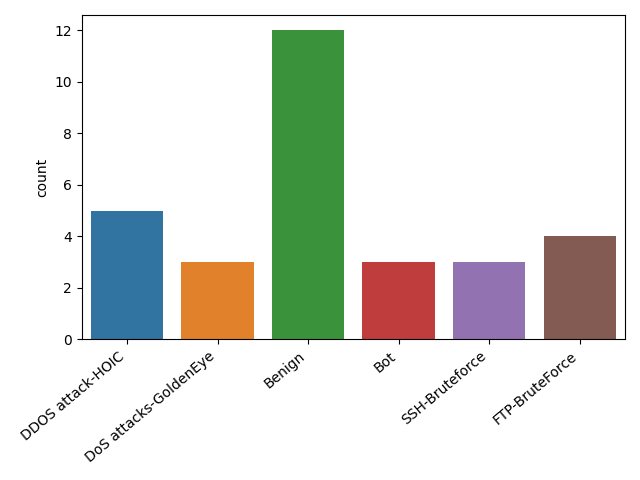 12
10
8
6
4
2
0
count
DDOS attack-HOIC
DoS attacks-GoldenEye
Benign
Bot
SSH-Bruteforce
FTP-BruteForce